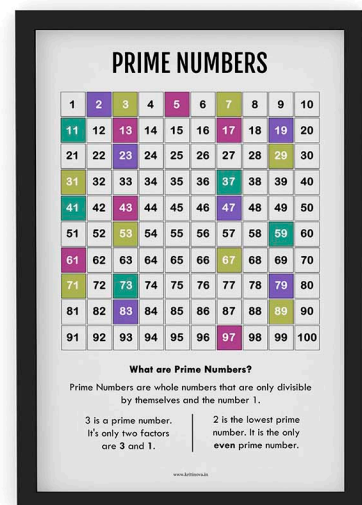 PRIME NUMBERS
1 2 3 4 5 6 7 8 9 10
11 12 13 14 15 16 17 18 19 20
21 22 23 24 25 26 27 28 29 30
31 32 33 34 35 36 37 38 39 40
41 42 43 44 45 46 47 48 49 50
51 52 53 54 55 56 57 58 59 60
61 62 63 64 65 66 67 68 69 70
71 72 73 74 75 76 77 78 79 80
81 82 83 84 85 86 87 88 89 90
91 92 93 94 95 96 97 98 99 100
What are Prime Numbers?
Prime Numbers are whole numbers that are only divisible
by themselves and the number 1.
3 is a prime number.
It's only two factors
are 3 and 1.
2 is the lowest prime
number. It is the only
even prime number.